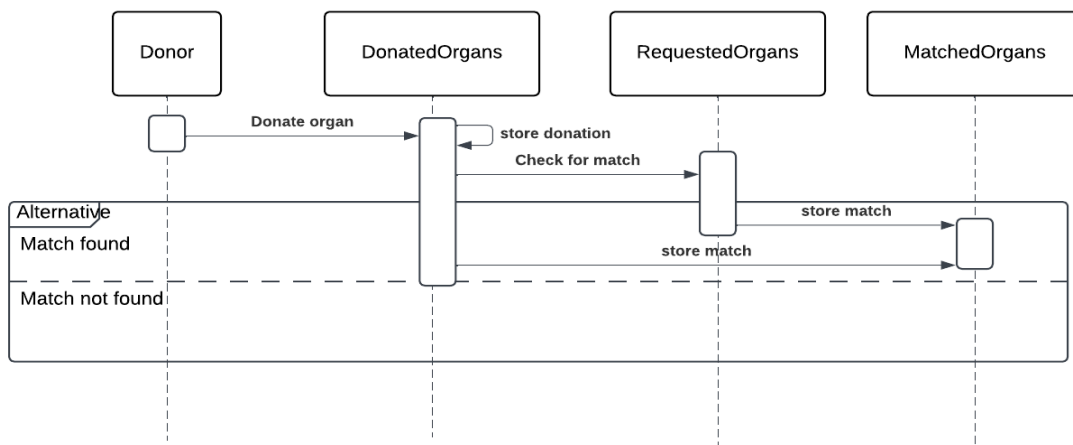 Donor
DonatedOrgans
RequestedOrgans
MatchedOrgans
Donate organ
store donation
Check for match
Alternative
store match
Match found
store match
Match not found